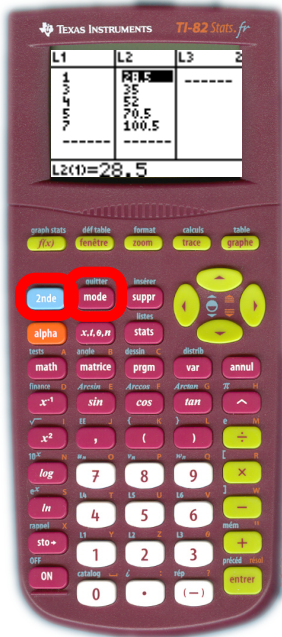 TEXAS INSTRUMENTS TI-82 Stats.fr
L1 L2 L3 2
1 28.5 ------
3 35
4 52
5 70.5
7 100.5
------ ------
L2(1)=28.5
graph stats déf table format calculs table
f(x) fenêtre zoom trace graphe
quitter insérer
2nde mode suppr
listes
alpha x,t,θ,n stats
tests A angle B dessin C distrib
math matrice prgm var annul
finance D Arcsin E Arccos F Arctan G π H
x⁻¹ sin cos tan ^
√‾ I EE J { K } L e M
x² , ( ) ÷
10ˣ N uₙ O vₙ P wₙ Q [ R
log 7 8 9 ×
eˣ S L4 T L5 U L6 V ] W
ln 4 5 6 −
rappel X L1 Y L2 Z L3 θ mém "
sto→ 1 2 3 +
OFF catalog : rép ? précéd résol
ON 0 . (−) entrer